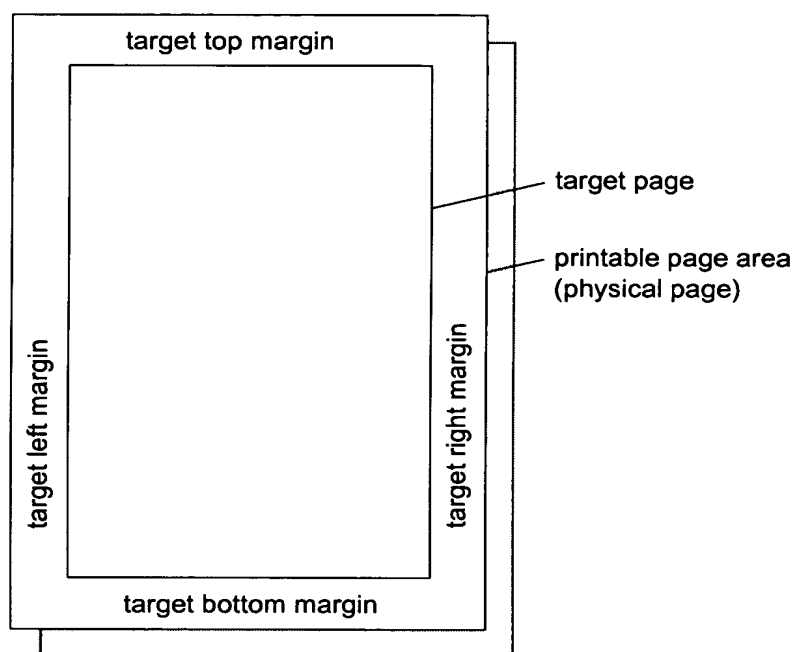 target top margin
target page
printable page area
(physical page)
target left margin
target right margin
target bottom margin